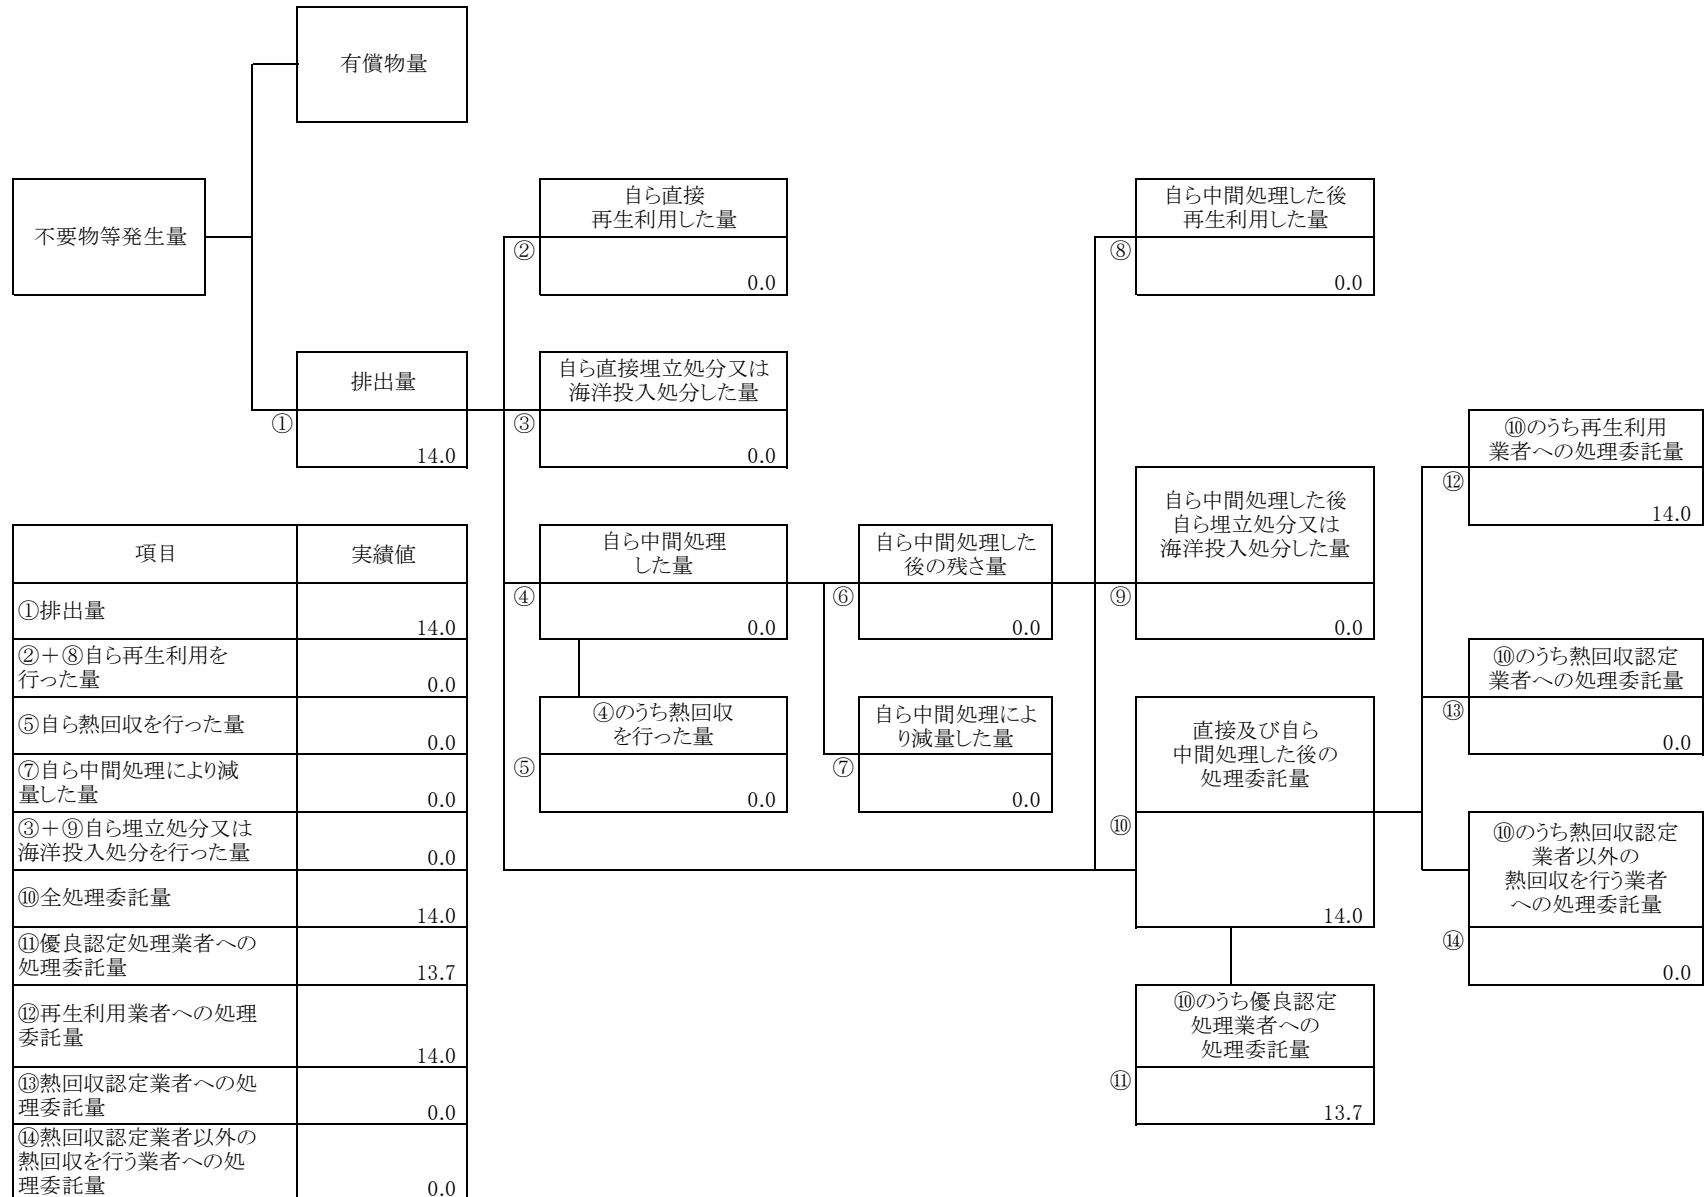 有償物量
不要物等発生量
自ら直接
再生利用した量
②
0.0
自ら中間処理した後
再生利用した量
⑧
0.0
排出量
①
14.0
自ら直接埋立処分又は
海洋投入処分した量
③
0.0
⑩のうち再生利用
業者への処理委託量
⑫
14.0
自ら中間処理
した量
④
0.0
自ら中間処理した
後の残さ量
⑥
0.0
自ら中間処理した後
自ら埋立処分又は
海洋投入処分した量
⑨
0.0
⑩のうち熱回収認定
業者への処理委託量
⑬
0.0
④のうち熱回収
を行った量
⑤
0.0
自ら中間処理によ
り減量した量
⑦
0.0
直接及び自ら
中間処理した後の
処理委託量
⑩
14.0
⑩のうち熱回収認定
業者以外の
熱回収を行う業者
への処理委託量
⑭
0.0
⑩のうち優良認定
処理業者への
処理委託量
⑪
13.7
項目
実績値
①排出量
14.0
②＋⑧自ら再生利用を
行った量
0.0
⑤自ら熱回収を行った量
0.0
⑦自ら中間処理により減
量した量
0.0
③＋⑨自ら埋立処分又は
海洋投入処分を行った量
0.0
⑩全処理委託量
14.0
⑪優良認定処理業者への
処理委託量
13.7
⑫再生利用業者への処理
委託量
14.0
⑬熱回収認定業者への処
理委託量
0.0
⑭熱回収認定業者以外の
熱回収を行う業者への処
理委託量
0.0